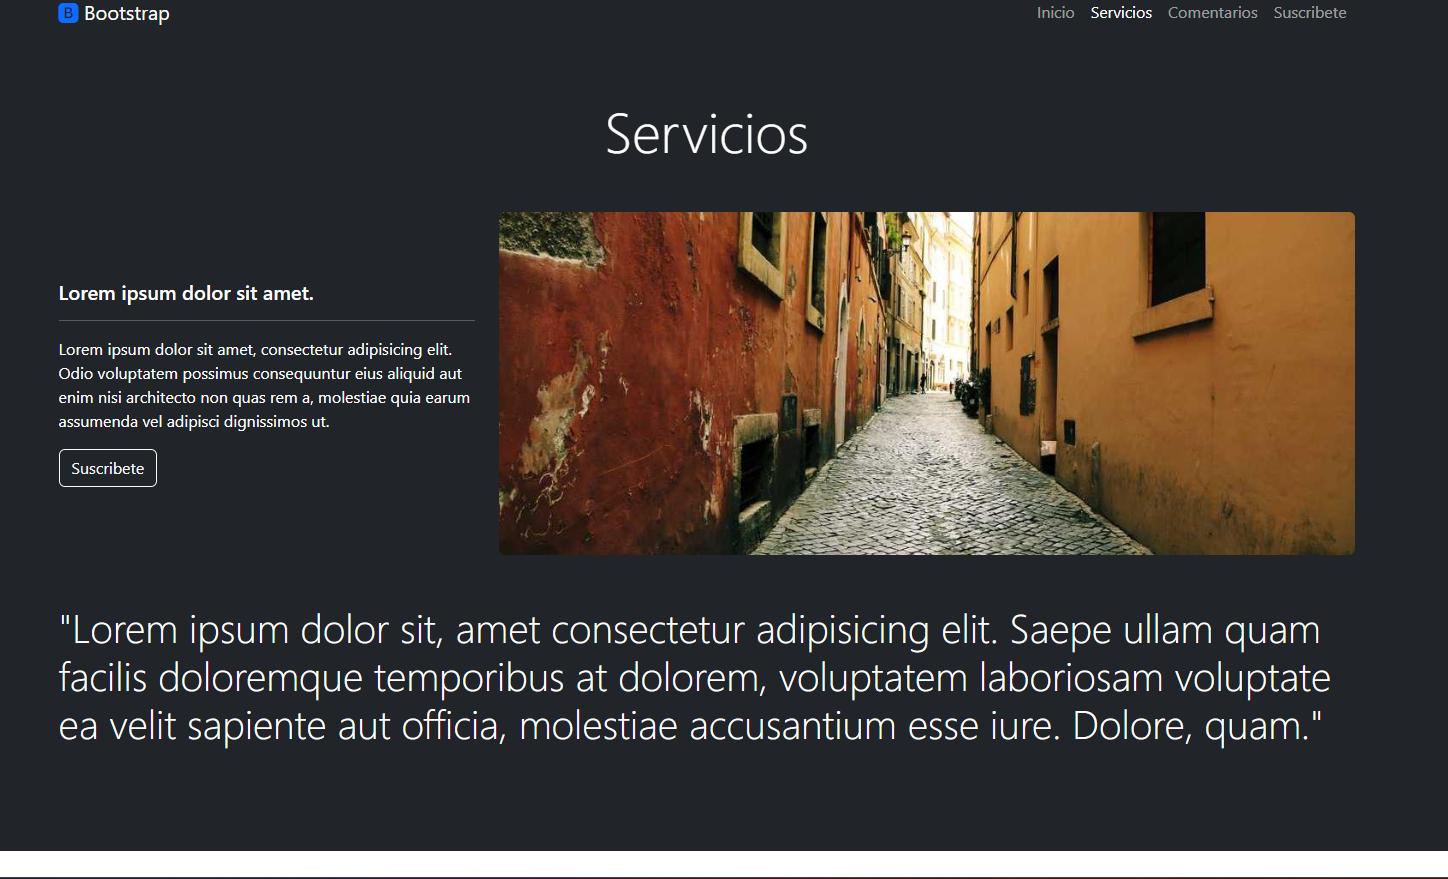 B Bootstrap
Inicio Servicios Comentarios Suscribete
Servicios
Lorem ipsum dolor sit amet.
Lorem ipsum dolor sit amet, consectetur adipisicing elit.
Odio voluptatem possimus consequuntur eius aliquid aut
enim nisi architecto non quas rem a, molestiae quia earum
assumenda vel adipisci dignissimos ut.
Suscribete
"Lorem ipsum dolor sit, amet consectetur adipisicing elit. Saepe ullam quam
facilis doloremque temporibus at dolorem, voluptatem laboriosam voluptate
ea velit sapiente aut officia, molestiae accusantium esse iure. Dolore, quam."